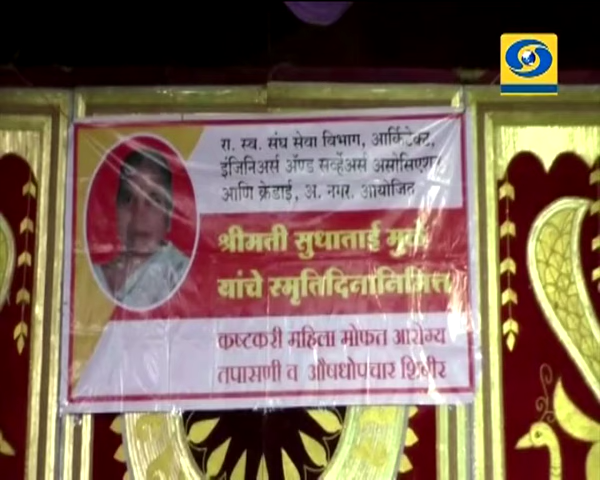 रा. स्व. संघ सेवा विभाग, आर्किटेक्ट,
इंजिनिअर्स ॲण्ड सर्व्हेअर्स असोसिएशन
आणि क्रेडाई, अ. नगर. आयोजित
श्रीमती सुधाताई
यांचे स्मृतिदिनानिमित्त
कष्टकरी महिला मोफत आरोग्य
तपासणी व औषधोपचार शिबीर